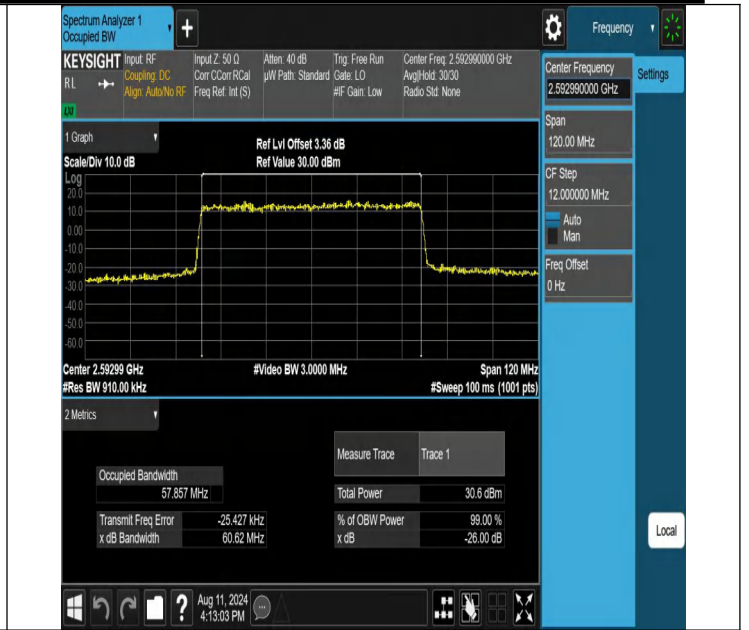 Spectrum Analyzer 1
Occupied BW
+
Frequency
KEYSIGHT
RL
LXI
Input: RF
Coupling: DC
Align: Auto/No RF
Input Z: 50 Ω
Corr CCorr RCal
Freq Ref: Int (S)
Atten: 40 dB
µW Path: Standard
Trig: Free Run
Gate: LO
#IF Gain: Low
Center Freq: 2.592990000 GHz
Avg|Hold: 30/30
Radio Std: None
Center Frequency
2.592990000 GHz
Settings
Span
120.00 MHz
CF Step
12.000000 MHz
Auto
Man
Freq Offset
0 Hz
1 Graph
Scale/Div 10.0 dB
Ref Lvl Offset 3.36 dB
Ref Value 30.00 dBm
Log
20.0
10.0
0.00
-10.0
-20.0
-30.0
-40.0
-50.0
-60.0
Center 2.59299 GHz
#Res BW 910.00 kHz
#Video BW 3.0000 MHz
Span 120 MHz
#Sweep 100 ms (1001 pts)
2 Metrics
Measure Trace Trace 1
Occupied Bandwidth
57.857 MHz
Total Power 30.6 dBm
Transmit Freq Error -25.427 kHz
% of OBW Power 99.00 %
x dB Bandwidth 60.62 MHz
x dB -26.00 dB
Local
?
Aug 11, 2024
4:13:03 PM